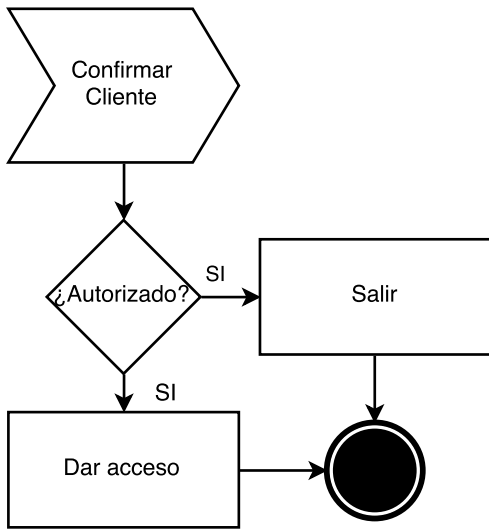 Confirmar
Cliente
¿Autorizado?
SI
Salir
SI
Dar acceso